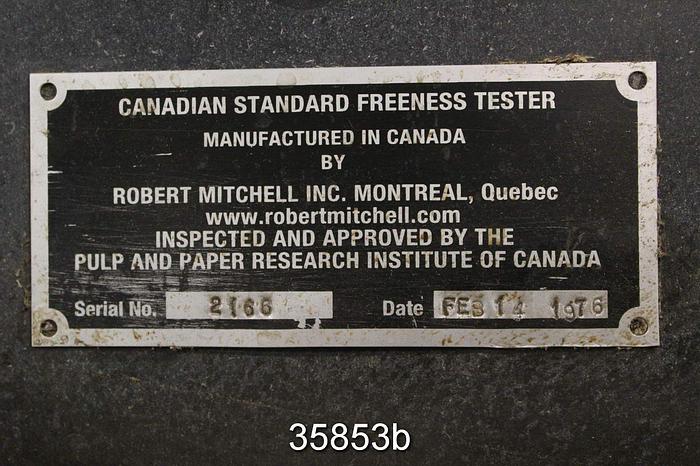 CANADIAN STANDARD FREENESS TESTER
MANUFACTURED IN CANADA
BY
ROBERT MITCHELL INC. MONTREAL, Quebec
www.robertmitchell.com
INSPECTED AND APPROVED BY THE
PULP AND PAPER RESEARCH INSTITUTE OF CANADA
Serial No. 2166 Date FEB 14 1976
35853b